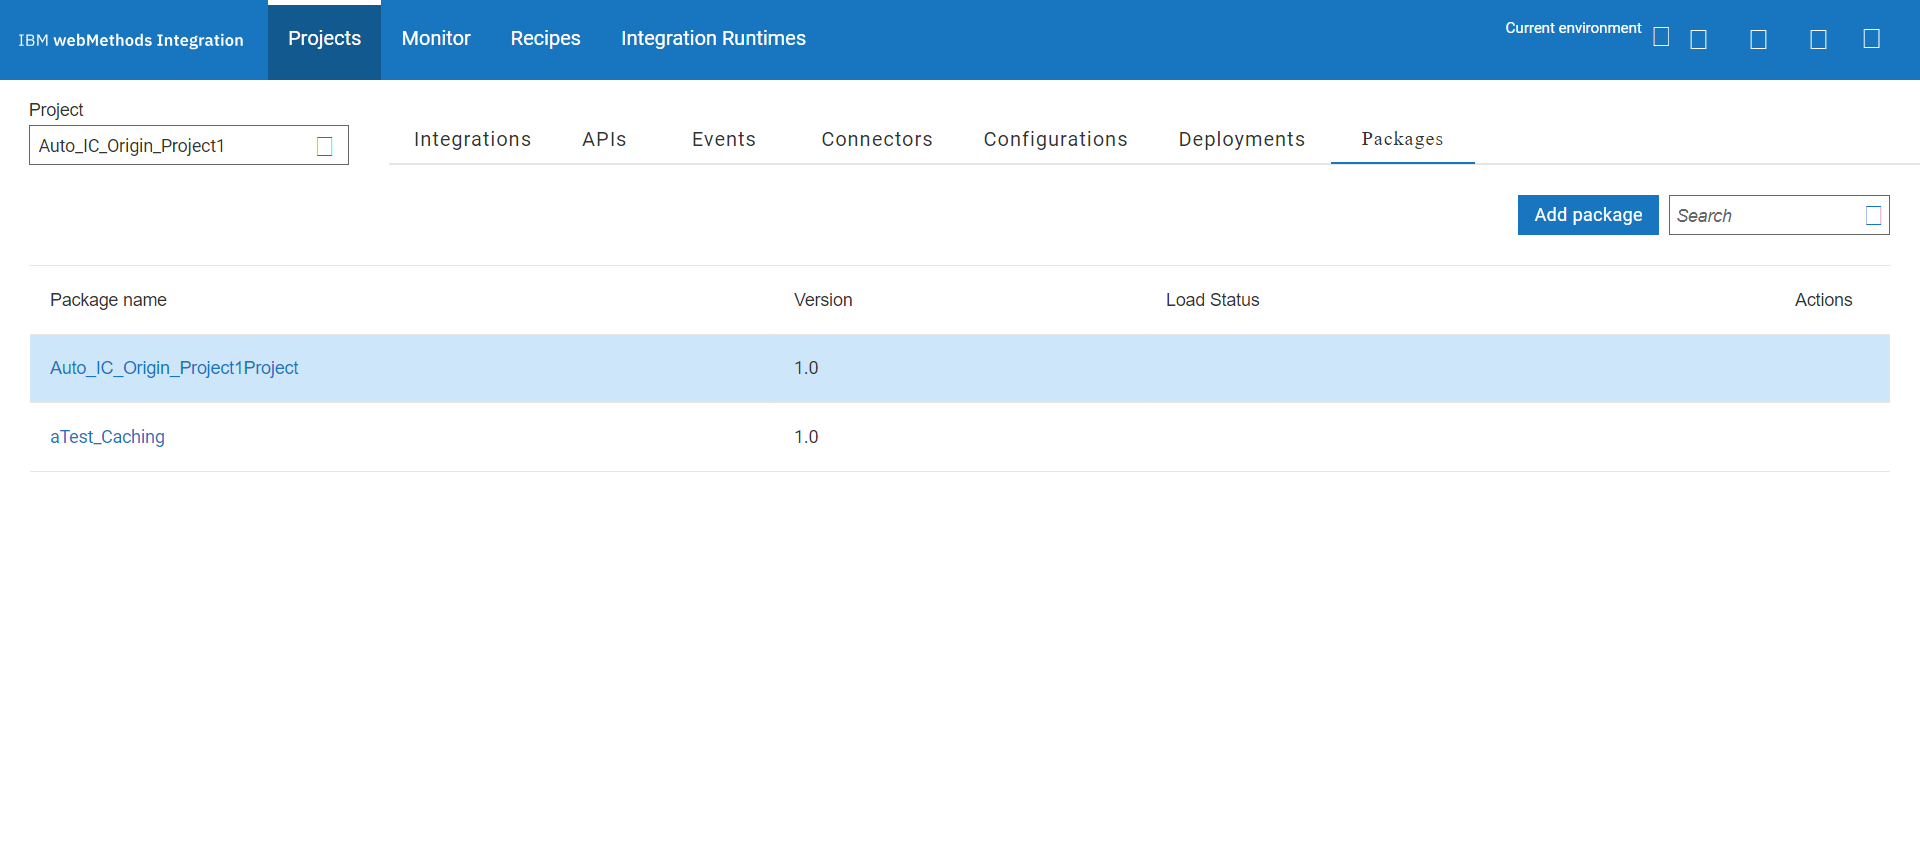 IBM webMethods Integration
Projects
Monitor
Recipes
Integration Runtimes
Current environment
Project
Auto_IC_Origin_Project1
Integrations
APIs
Events
Connectors
Configurations
Deployments
Packages
Add package
Search
Package name
Version
Load Status
Actions
Auto_IC_Origin_Project1Project
1.0
aTest_Caching
1.0